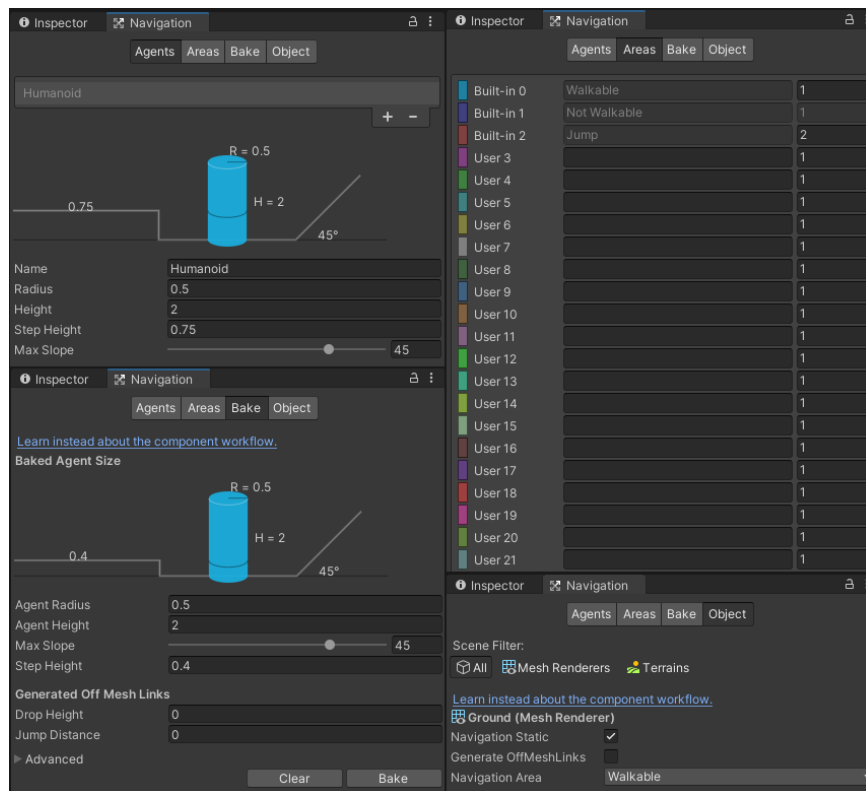 Inspector Navigation
Agents Areas Bake Object
Humanoid
+ −
R = 0.5
0.75
H = 2
45°
Name Humanoid
Radius 0.5
Height 2
Step Height 0.75
Max Slope 45
Inspector Navigation
Agents Areas Bake Object
Learn instead about the component workflow.
Baked Agent Size
R = 0.5
H = 2
0.4
45°
Agent Radius 0.5
Agent Height 2
Max Slope 45
Step Height 0.4
Generated Off Mesh Links
Drop Height 0
Jump Distance 0
Advanced
Clear Bake
Inspector Navigation
Agents Areas Bake Object
Built-in 0 Walkable 1
Built-in 1 Not Walkable 1
Built-in 2 Jump 2
User 3 1
User 4 1
User 5 1
User 6 1
User 7 1
User 8 1
User 9 1
User 10 1
User 11 1
User 12 1
User 13 1
User 14 1
User 15 1
User 16 1
User 17 1
User 18 1
User 19 1
User 20 1
User 21 1
Inspector Navigation
Agents Areas Bake Object
Scene Filter:
All Mesh Renderers Terrains
Learn instead about the component workflow.
Ground (Mesh Renderer)
Navigation Static
Generate OffMeshLinks
Navigation Area Walkable